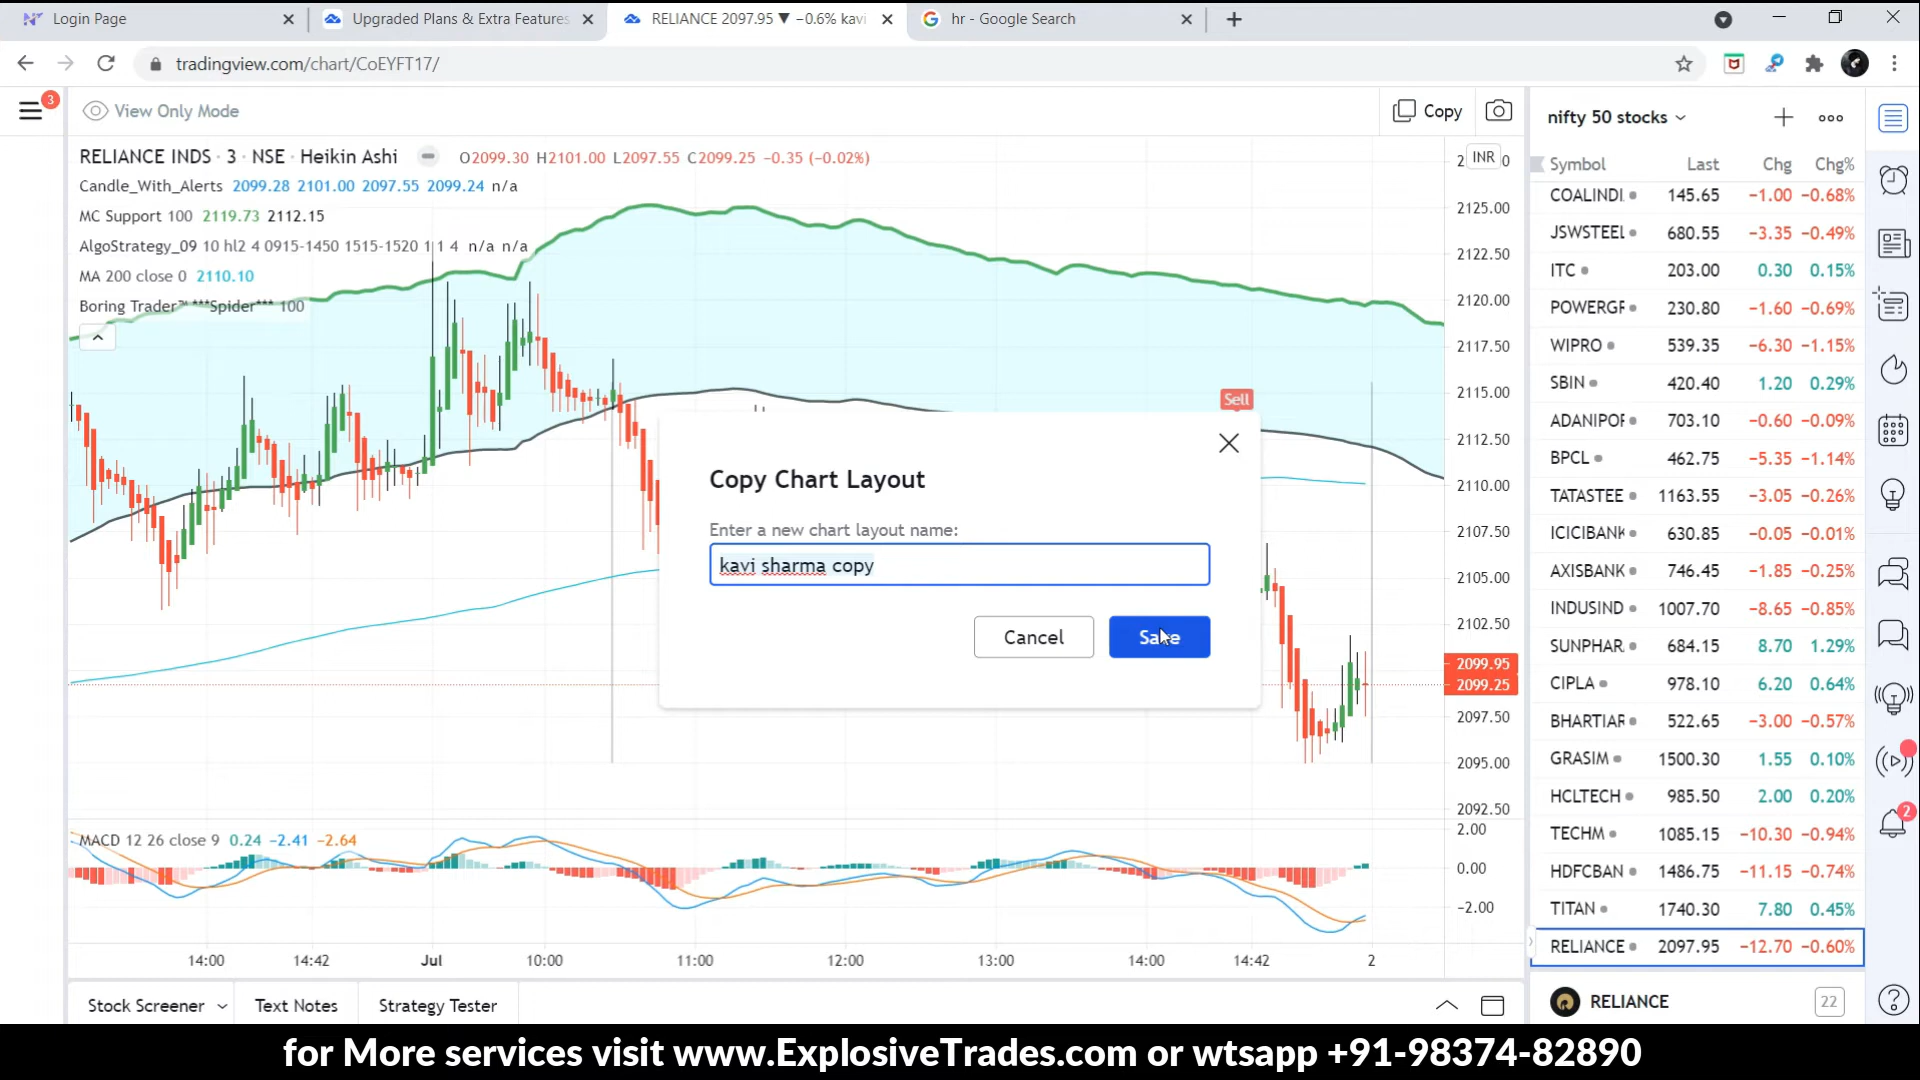 Login Page
Upgraded Plans & Extra Features
RELIANCE 2097.95 ▼ −0.6% kavi
hr - Google Search
tradingview.com/chart/CoEYFT17/
3
View Only Mode
Copy
RELIANCE INDS · 3 · NSE · Heikin Ashi O2099.30 H2101.00 L2097.55 C2099.25 −0.35 (−0.02%)
Candle_With_Alerts 2099.28 2101.00 2097.55 2099.24 n/a
MC Support 100 2119.73 2112.15
AlgoStrategy_09 10 hl2 4 0915-1450 1515-1520 1 1 4 n/a n/a
MA 200 close 0 2110.10
Boring Trader™ ***Spider*** 100
INR
2125.00
2122.50
2120.00
2117.50
2115.00
2112.50
2110.00
2107.50
2105.00
2102.50
2099.95
2099.25
2097.50
2095.00
2092.50
Sell
Copy Chart Layout
Enter a new chart layout name:
kavi sharma copy
Cancel
Save
MACD 12 26 close 9 0.24 −2.41 −2.64
2.00
0.00
−2.00
14:00 14:42 Jul 10:00 11:00 12:00 13:00 14:00 14:42 2
Stock Screener Text Notes Strategy Tester
nifty 50 stocks
Symbol Last Chg Chg%
COALINDI 145.65 −1.00 −0.68%
JSWSTEEL 680.55 −3.35 −0.49%
ITC 203.00 0.30 0.15%
POWERGR 230.80 −1.60 −0.69%
WIPRO 539.35 −6.30 −1.15%
SBIN 420.40 1.20 0.29%
ADANIPOR 703.10 −0.60 −0.09%
BPCL 462.75 −5.35 −1.14%
TATASTEE 1163.55 −3.05 −0.26%
ICICIBANK 630.85 −0.05 −0.01%
AXISBANK 746.45 −1.85 −0.25%
INDUSIND 1007.70 −8.65 −0.85%
SUNPHAR 684.15 8.70 1.29%
CIPLA 978.10 6.20 0.64%
BHARTIAR 522.65 −3.00 −0.57%
GRASIM 1500.30 1.55 0.10%
HCLTECH 985.50 2.00 0.20%
TECHM 1085.15 −10.30 −0.94%
HDFCBAN 1486.75 −11.15 −0.74%
TITAN 1740.30 7.80 0.45%
RELIANCE 2097.95 −12.70 −0.60%
RELIANCE
22
2
for More services visit www.ExplosiveTrades.com or wtsapp +91-98374-82890